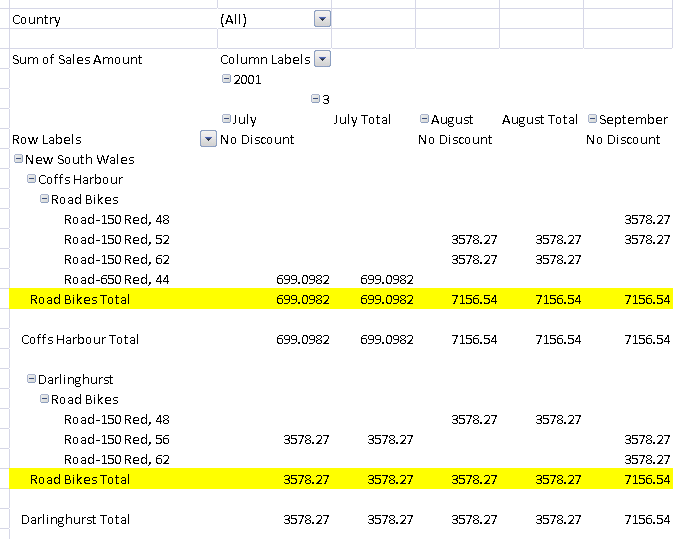 Country (All)
Sum of Sales Amount Column Labels
2001
3
July July Total August August Total September
Row Labels No Discount No Discount No Discount
New South Wales
Coffs Harbour
Road Bikes
Road-150 Red, 48 3578.27
Road-150 Red, 52 3578.27 3578.27 3578.27
Road-150 Red, 62 3578.27 3578.27
Road-650 Red, 44 699.0982 699.0982
Road Bikes Total 699.0982 699.0982 7156.54 7156.54 7156.54
Coffs Harbour Total 699.0982 699.0982 7156.54 7156.54 7156.54
Darlinghurst
Road Bikes
Road-150 Red, 48 3578.27 3578.27
Road-150 Red, 56 3578.27 3578.27 3578.27
Road-150 Red, 62 3578.27
Road Bikes Total 3578.27 3578.27 3578.27 3578.27 7156.54
Darlinghurst Total 3578.27 3578.27 3578.27 3578.27 7156.54